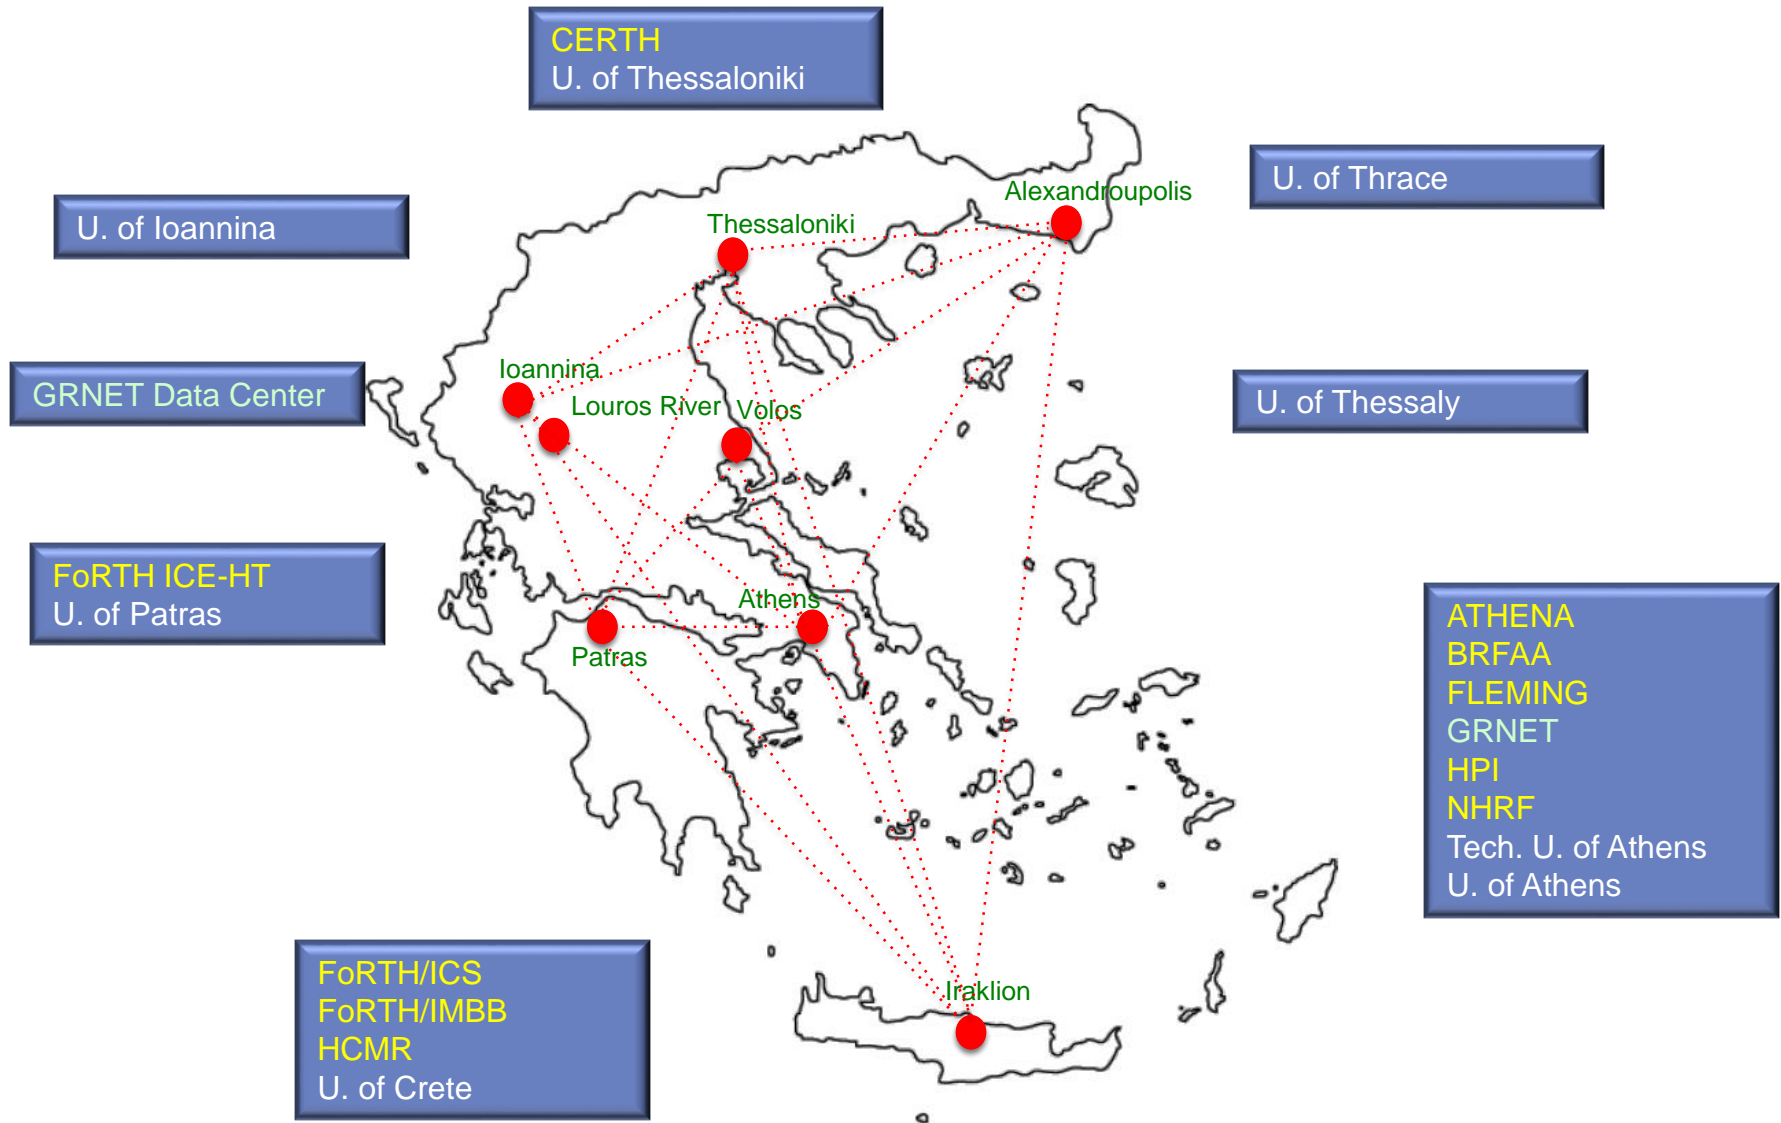 CERTH
U. of Thessaloniki
U. of Thrace
Alexandroupolis
U. of Ioannina
Thessaloniki
GRNET Data Center
Ioannina
Louros River
Volos
U. of Thessaly
FoRTH ICE-HT
U. of Patras
Athens
Patras
ATHENA
BRFAA
FLEMING
GRNET
HPI
NHRF
Tech. U. of Athens
U. of Athens
FoRTH/ICS
FoRTH/IMBB
HCMR
U. of Crete
Iraklion